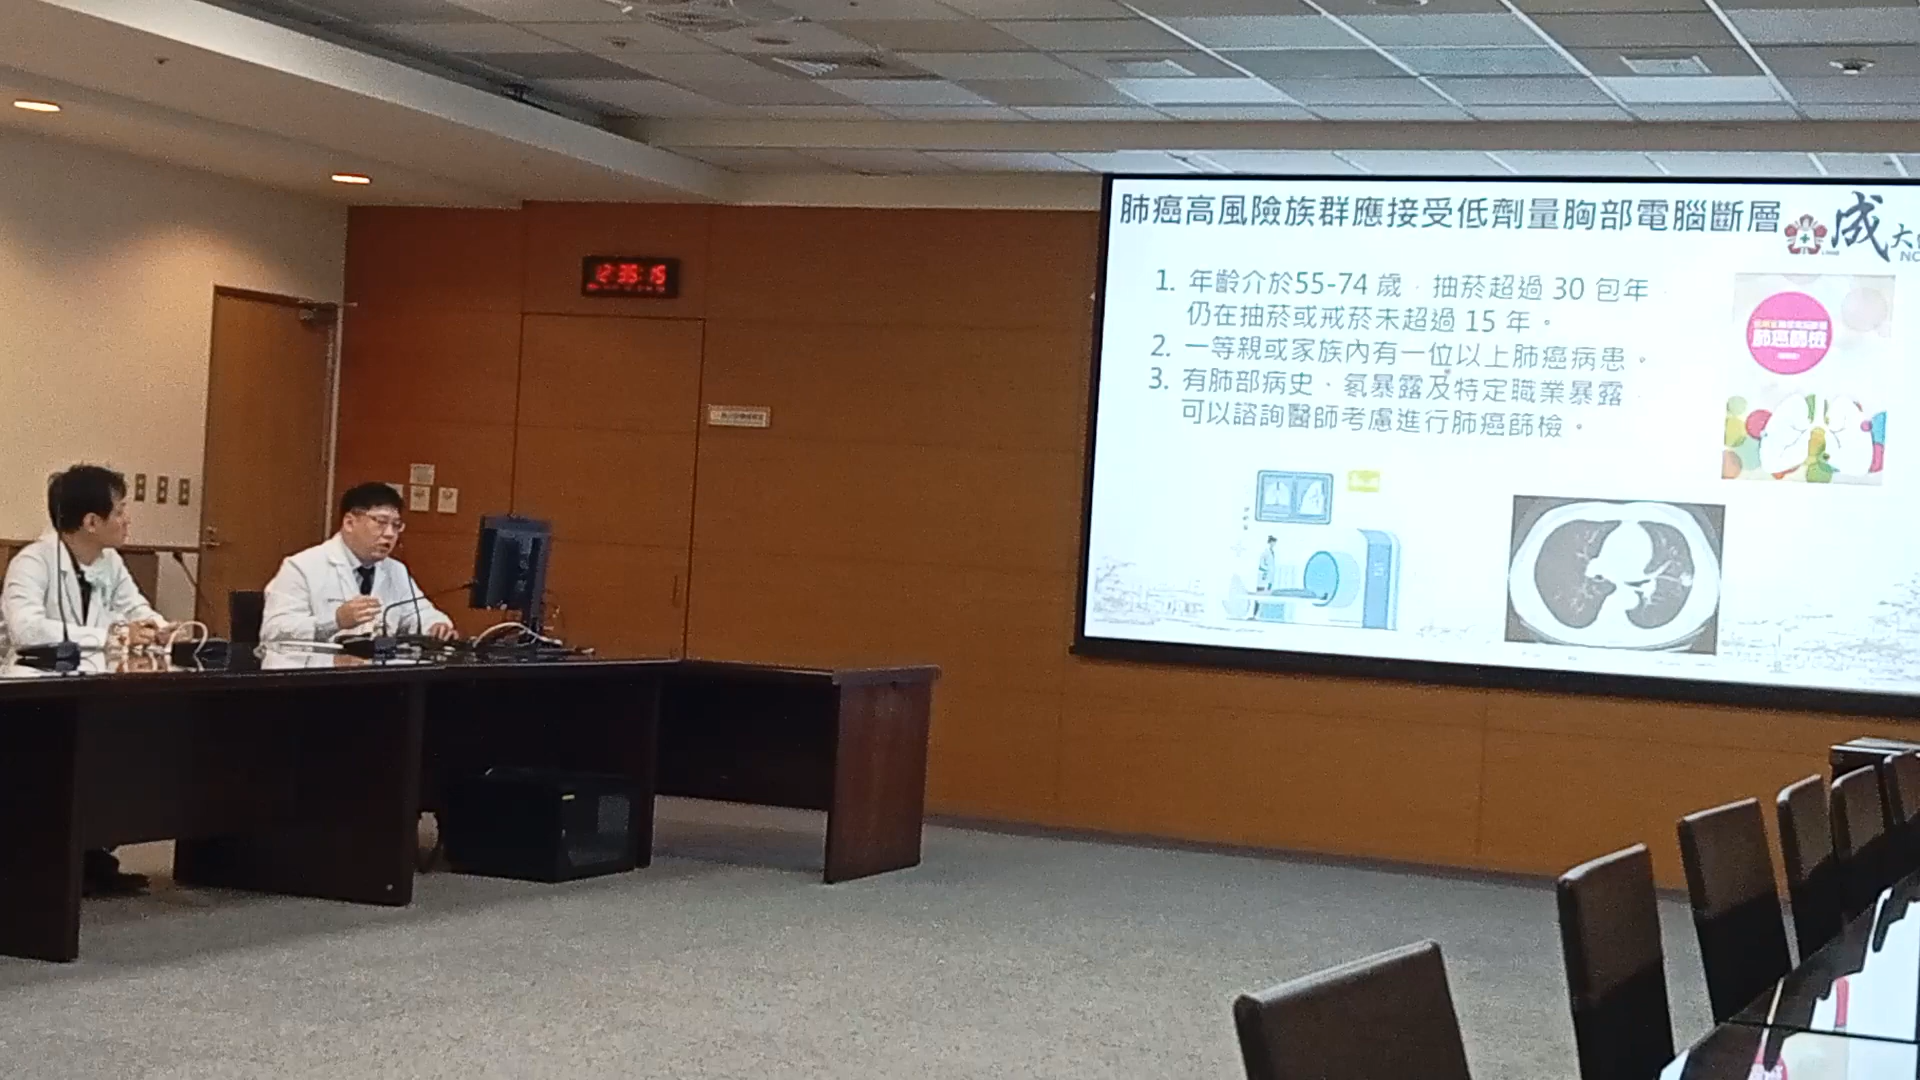 12:35:15
肺癌高風險族群應接受低劑量胸部電腦斷層
成大
NC
1. 年齡介於55-74 歲，抽菸超過 30 包年，
仍在抽菸或戒菸未超過 15 年。
2. 一等親或家族內有一位以上肺癌病患。
3. 有肺部病史、氡暴露及特定職業暴露，
可以諮詢醫師考慮進行肺癌篩檢。
肺癌篩檢